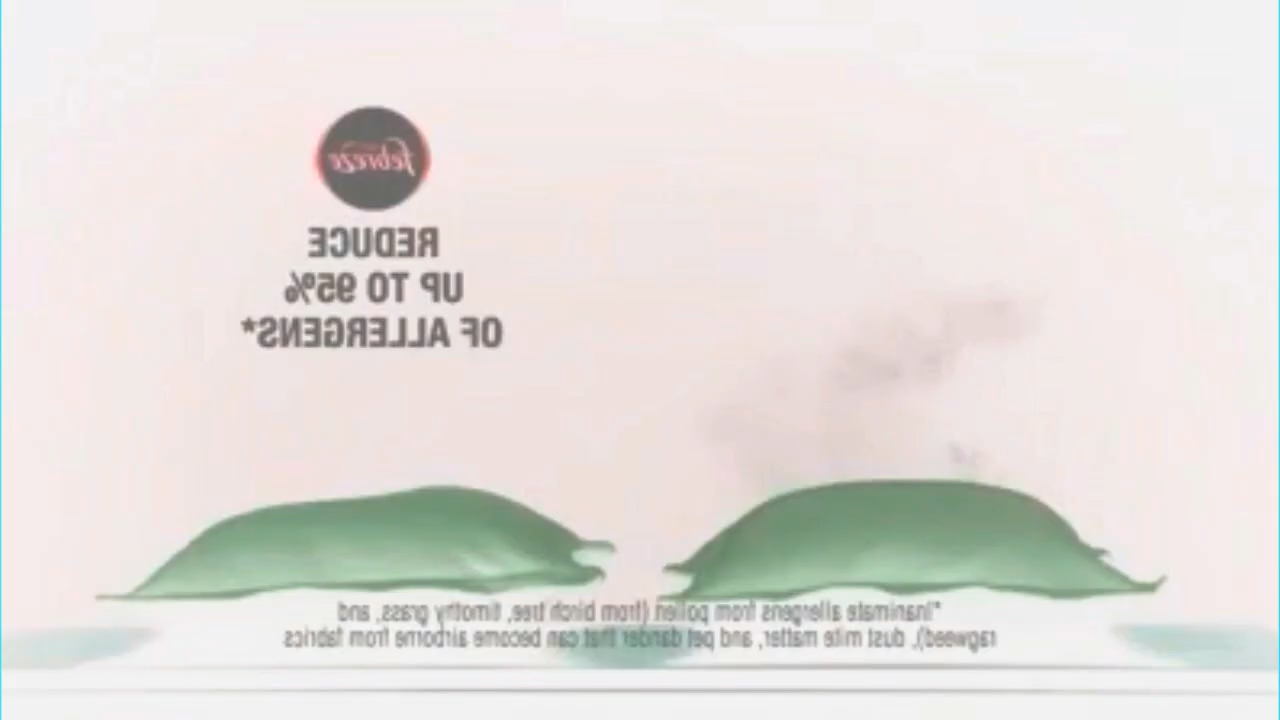 febreze
REDUCE
UP TO 95%
OF ALLERGENS*
*Inanimate allergens from pollen (from birch tree, timothy grass, and,
ragweed), dust mite matter, and pet dander that can become airborne from fabrics